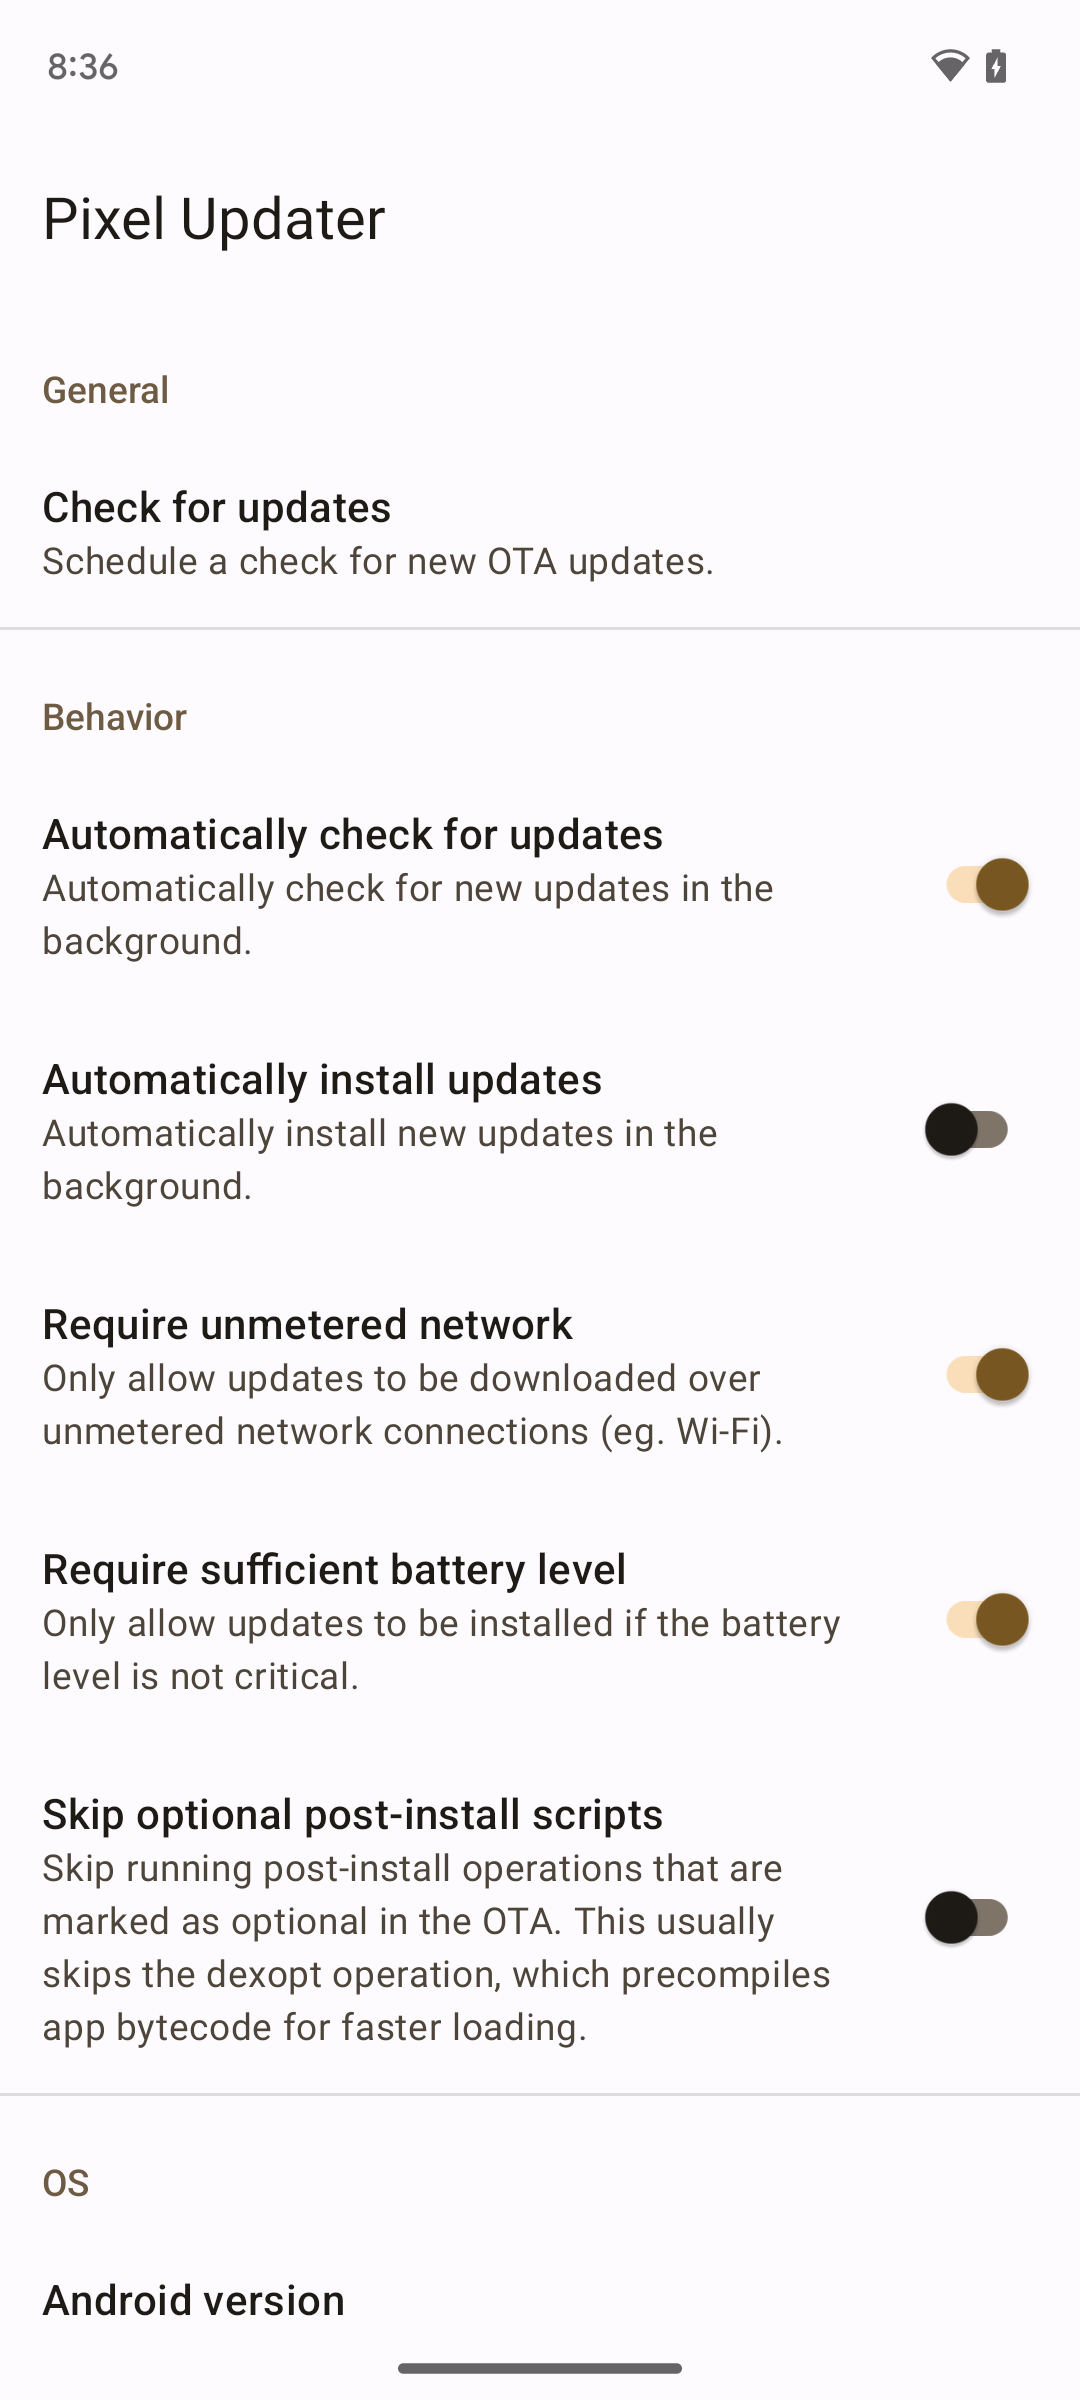 8:36
Pixel Updater
General
Check for updates
Schedule a check for new OTA updates.
Behavior
Automatically check for updates
Automatically check for new updates in the
background.
Automatically install updates
Automatically install new updates in the
background.
Require unmetered network
Only allow updates to be downloaded over
unmetered network connections (eg. Wi-Fi).
Require sufficient battery level
Only allow updates to be installed if the battery
level is not critical.
Skip optional post-install scripts
Skip running post-install operations that are
marked as optional in the OTA. This usually
skips the dexopt operation, which precompiles
app bytecode for faster loading.
OS
Android version